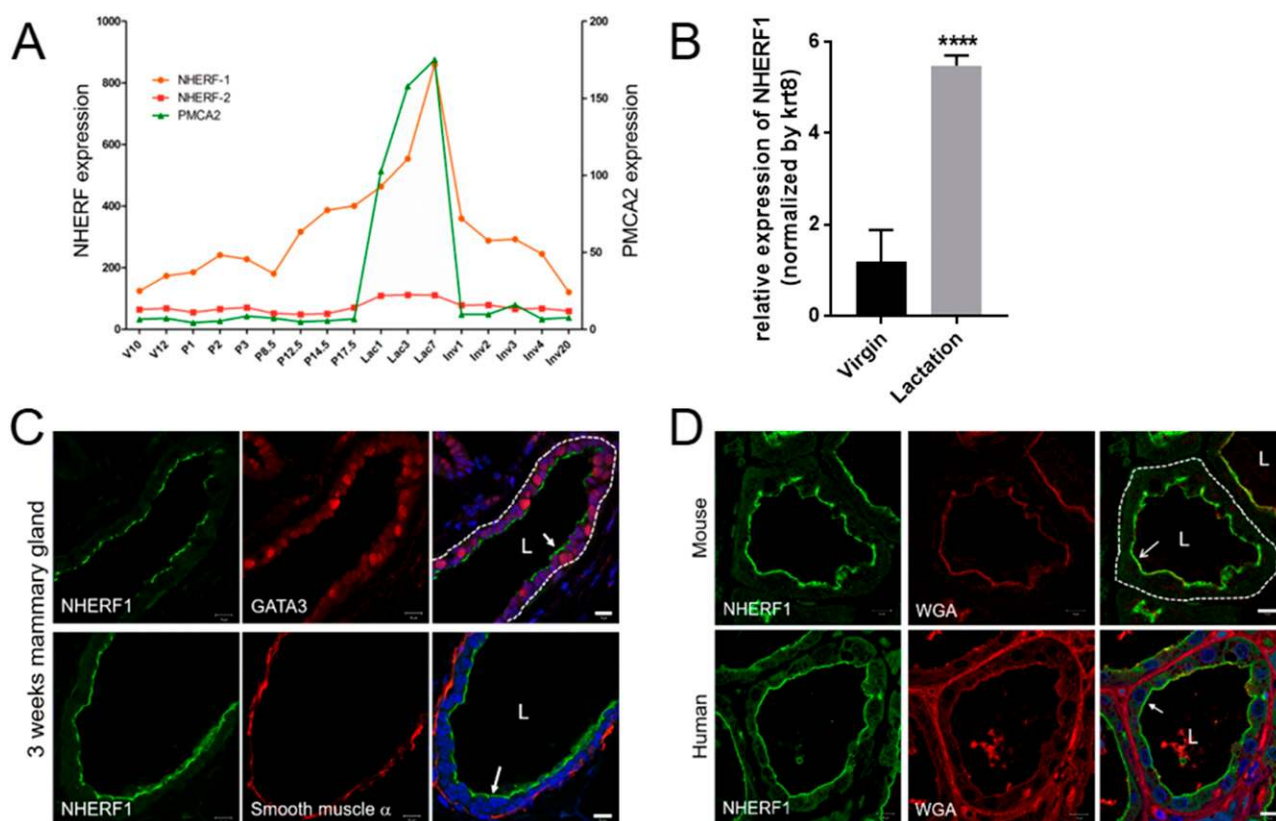 A
NHERF expression
1000
800
600
400
200
0
NHERF-1
NHERF-2
PMCA2
200
150
100
50
0
PMCA2 expression
V10 V12 P1 P2 P3 P8.5 P12.5 P14.5 P17.5 Lac1 Lac3 Lac7 Inv1 Inv2 Inv3 Inv4 Inv20
B
relative expression of NHERF1
(normalized by krt8)
6
4
2
0
****
Virgin
Lactation
C
3 weeks mammary gland
NHERF1
GATA3
L
NHERF1
Smooth muscle α
L
D
Mouse
NHERF1
WGA
L
L
Human
NHERF1
WGA
L